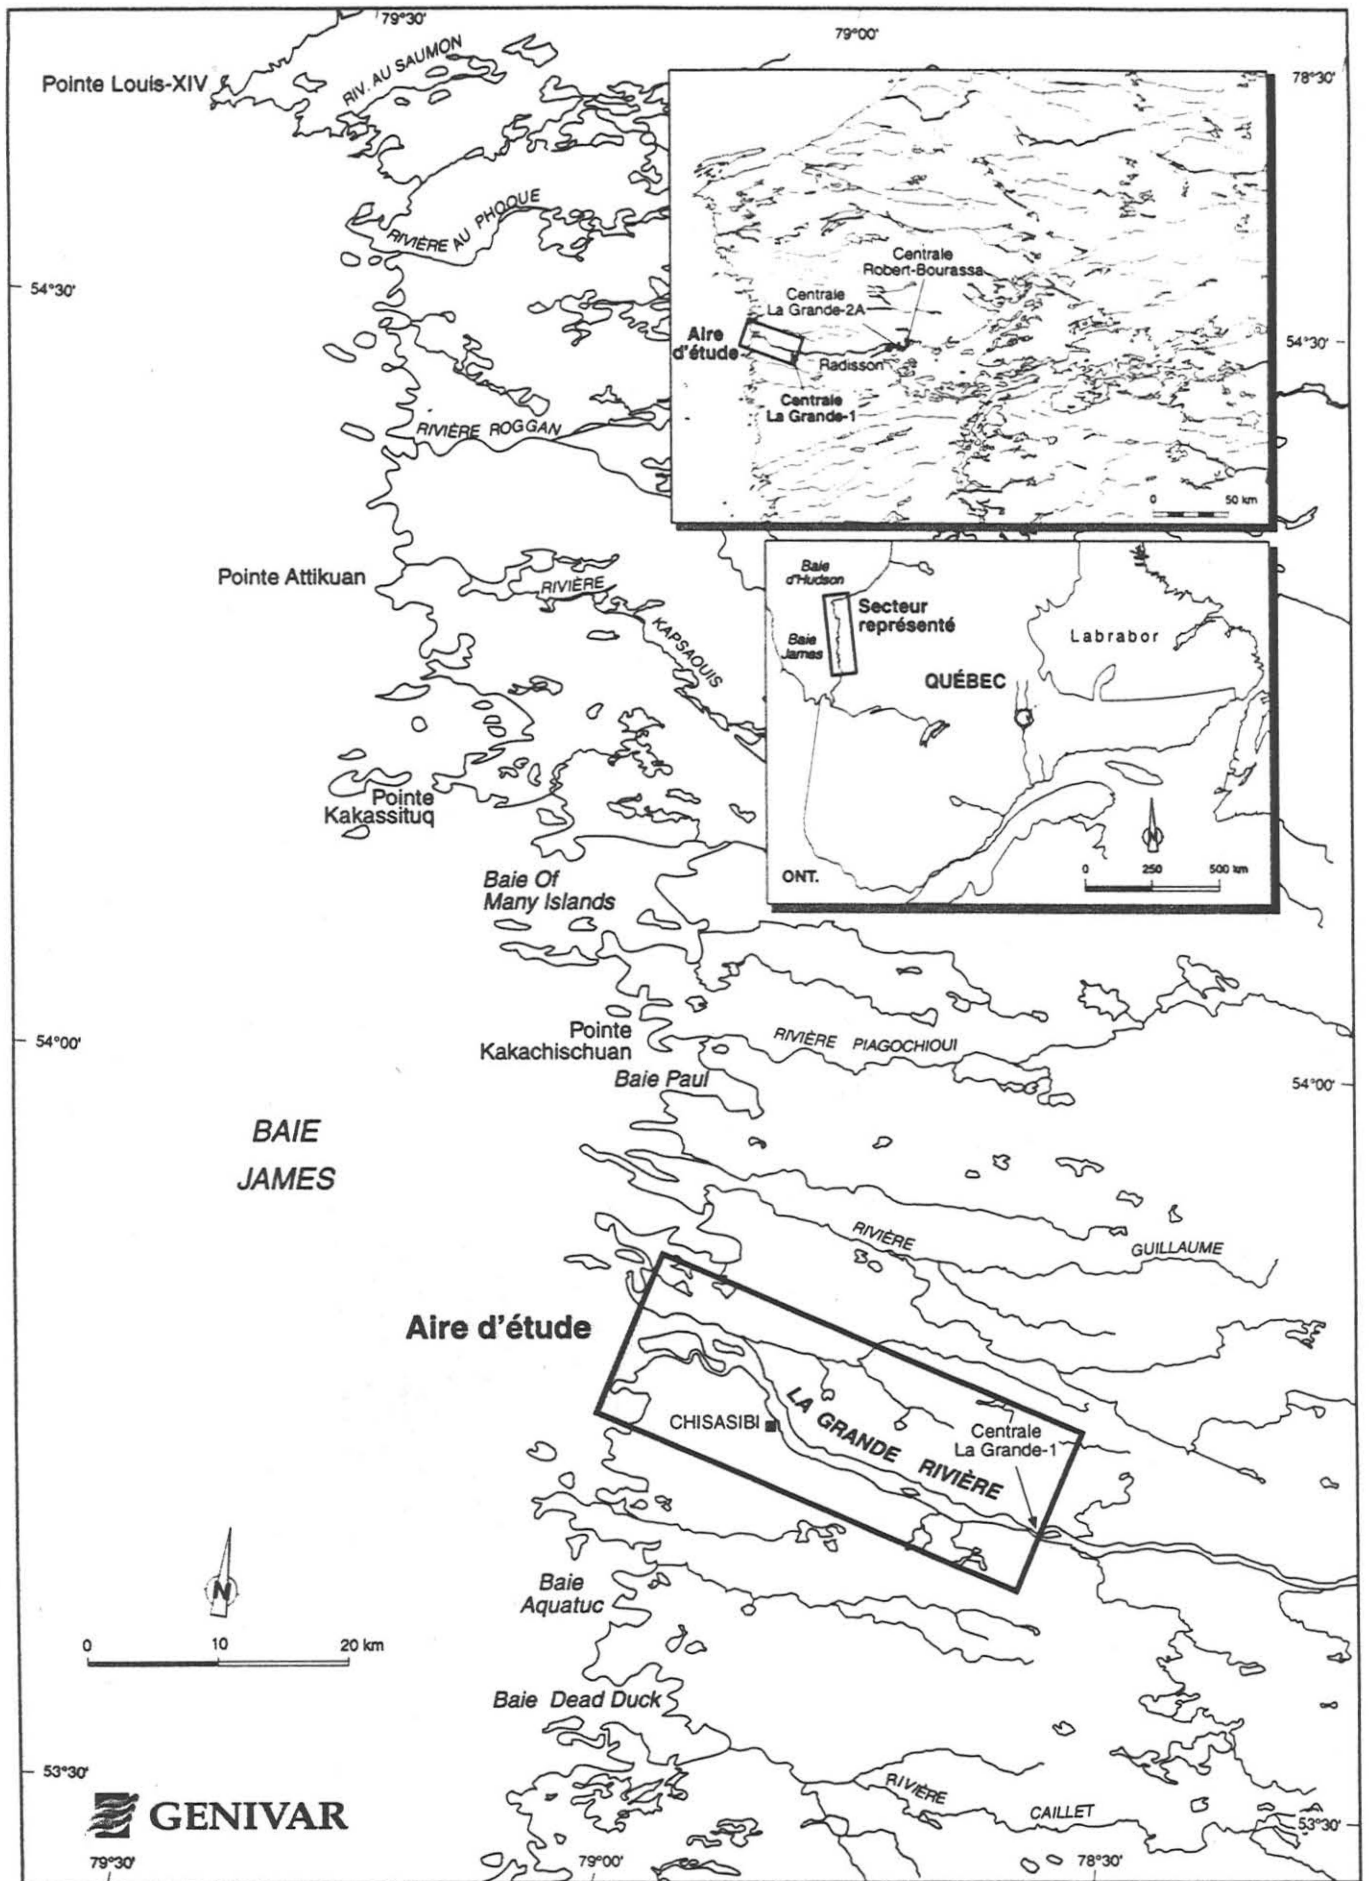 79°30'
79°00'
78°30'
Pointe Louis-XIV
RIV. AU SAUMON
RIVIÈRE AU PHOQUE
54°30'
Centrale
Robert-Bourassa
Centrale
La Grande-2A
Aire
d'étude
Radisson
54°30'
Centrale
La Grande-1
RIVIÈRE ROGGAN
0 50 km
Pointe Attikuan
RIVIÈRE
KAPSAOUIS
Baie
d'Hudson
Secteur
représenté
Baie
James
Labrabor
QUÉBEC
N
ONT.
0 250 500 km
Pointe
Kakassituq
Baie Of
Many Islands
54°00'
Pointe
Kakachischuan
RIVIÈRE PIAGOCHIOUI
Baie Paul
54°00'
BAIE
JAMES
RIVIÈRE
GUILLAUME
Aire d'étude
CHISASIBI
LA GRANDE RIVIÈRE
Centrale
La Grande-1
N
Baie
Aquatuc
0 10 20 km
Baie Dead Duck
53°30'
RIVIÈRE
CAILLET
GENIVAR
53°30'
79°30'
79°00'
78°30'